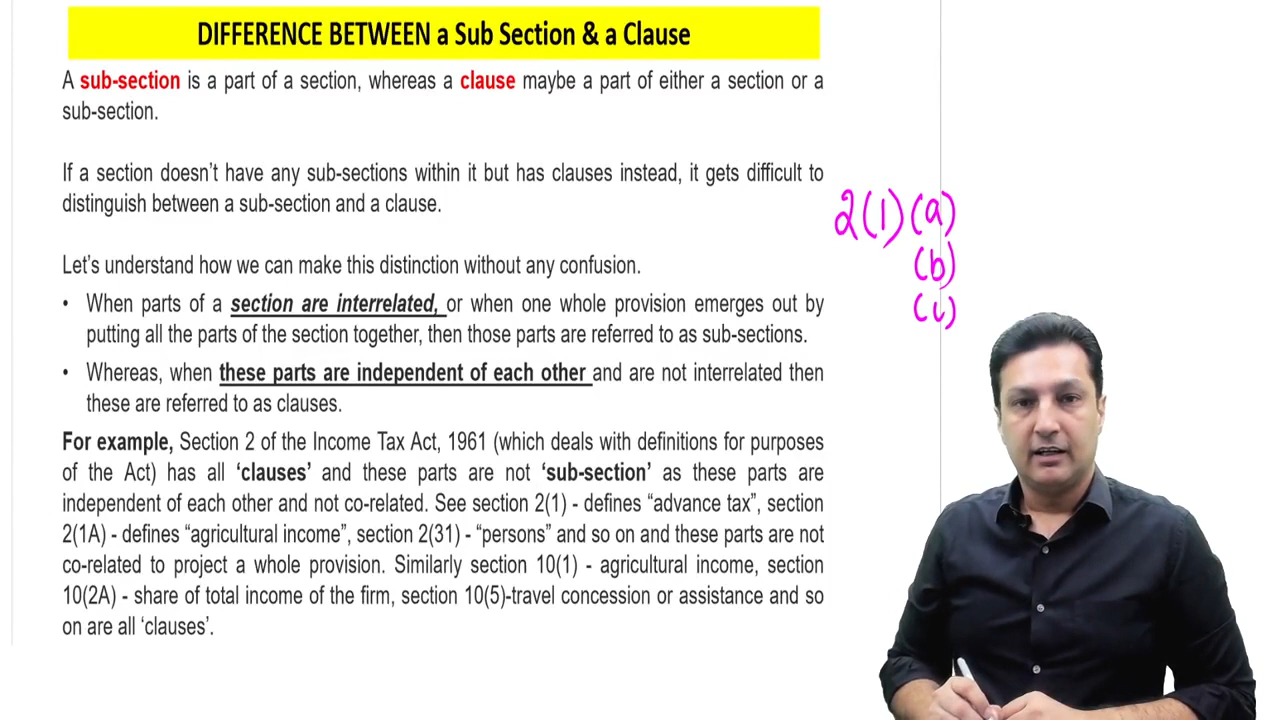 DIFFERENCE BETWEEN a Sub Section & a Clause
A sub-section is a part of a section, whereas a clause maybe a part of either a section or a
sub-section.
If a section doesn't have any sub-sections within it but has clauses instead, it gets difficult to
distinguish between a sub-section and a clause.
2(1) (a)
(b)
(c)
Let's understand how we can make this distinction without any confusion.
• When parts of a section are interrelated, or when one whole provision emerges out by
putting all the parts of the section together, then those parts are referred to as sub-sections.
• Whereas, when these parts are independent of each other and are not interrelated then
these are referred to as clauses.
For example, Section 2 of the Income Tax Act, 1961 (which deals with definitions for purposes
of the Act) has all ‘clauses’ and these parts are not ‘sub-section’ as these parts are
independent of each other and not co-related. See section 2(1) - defines “advance tax”, section
2(1A) - defines “agricultural income”, section 2(31) - “persons” and so on and these parts are not
co-related to project a whole provision. Similarly section 10(1) - agricultural income, section
10(2A) - share of total income of the firm, section 10(5)-travel concession or assistance and so
on are all ‘clauses’.